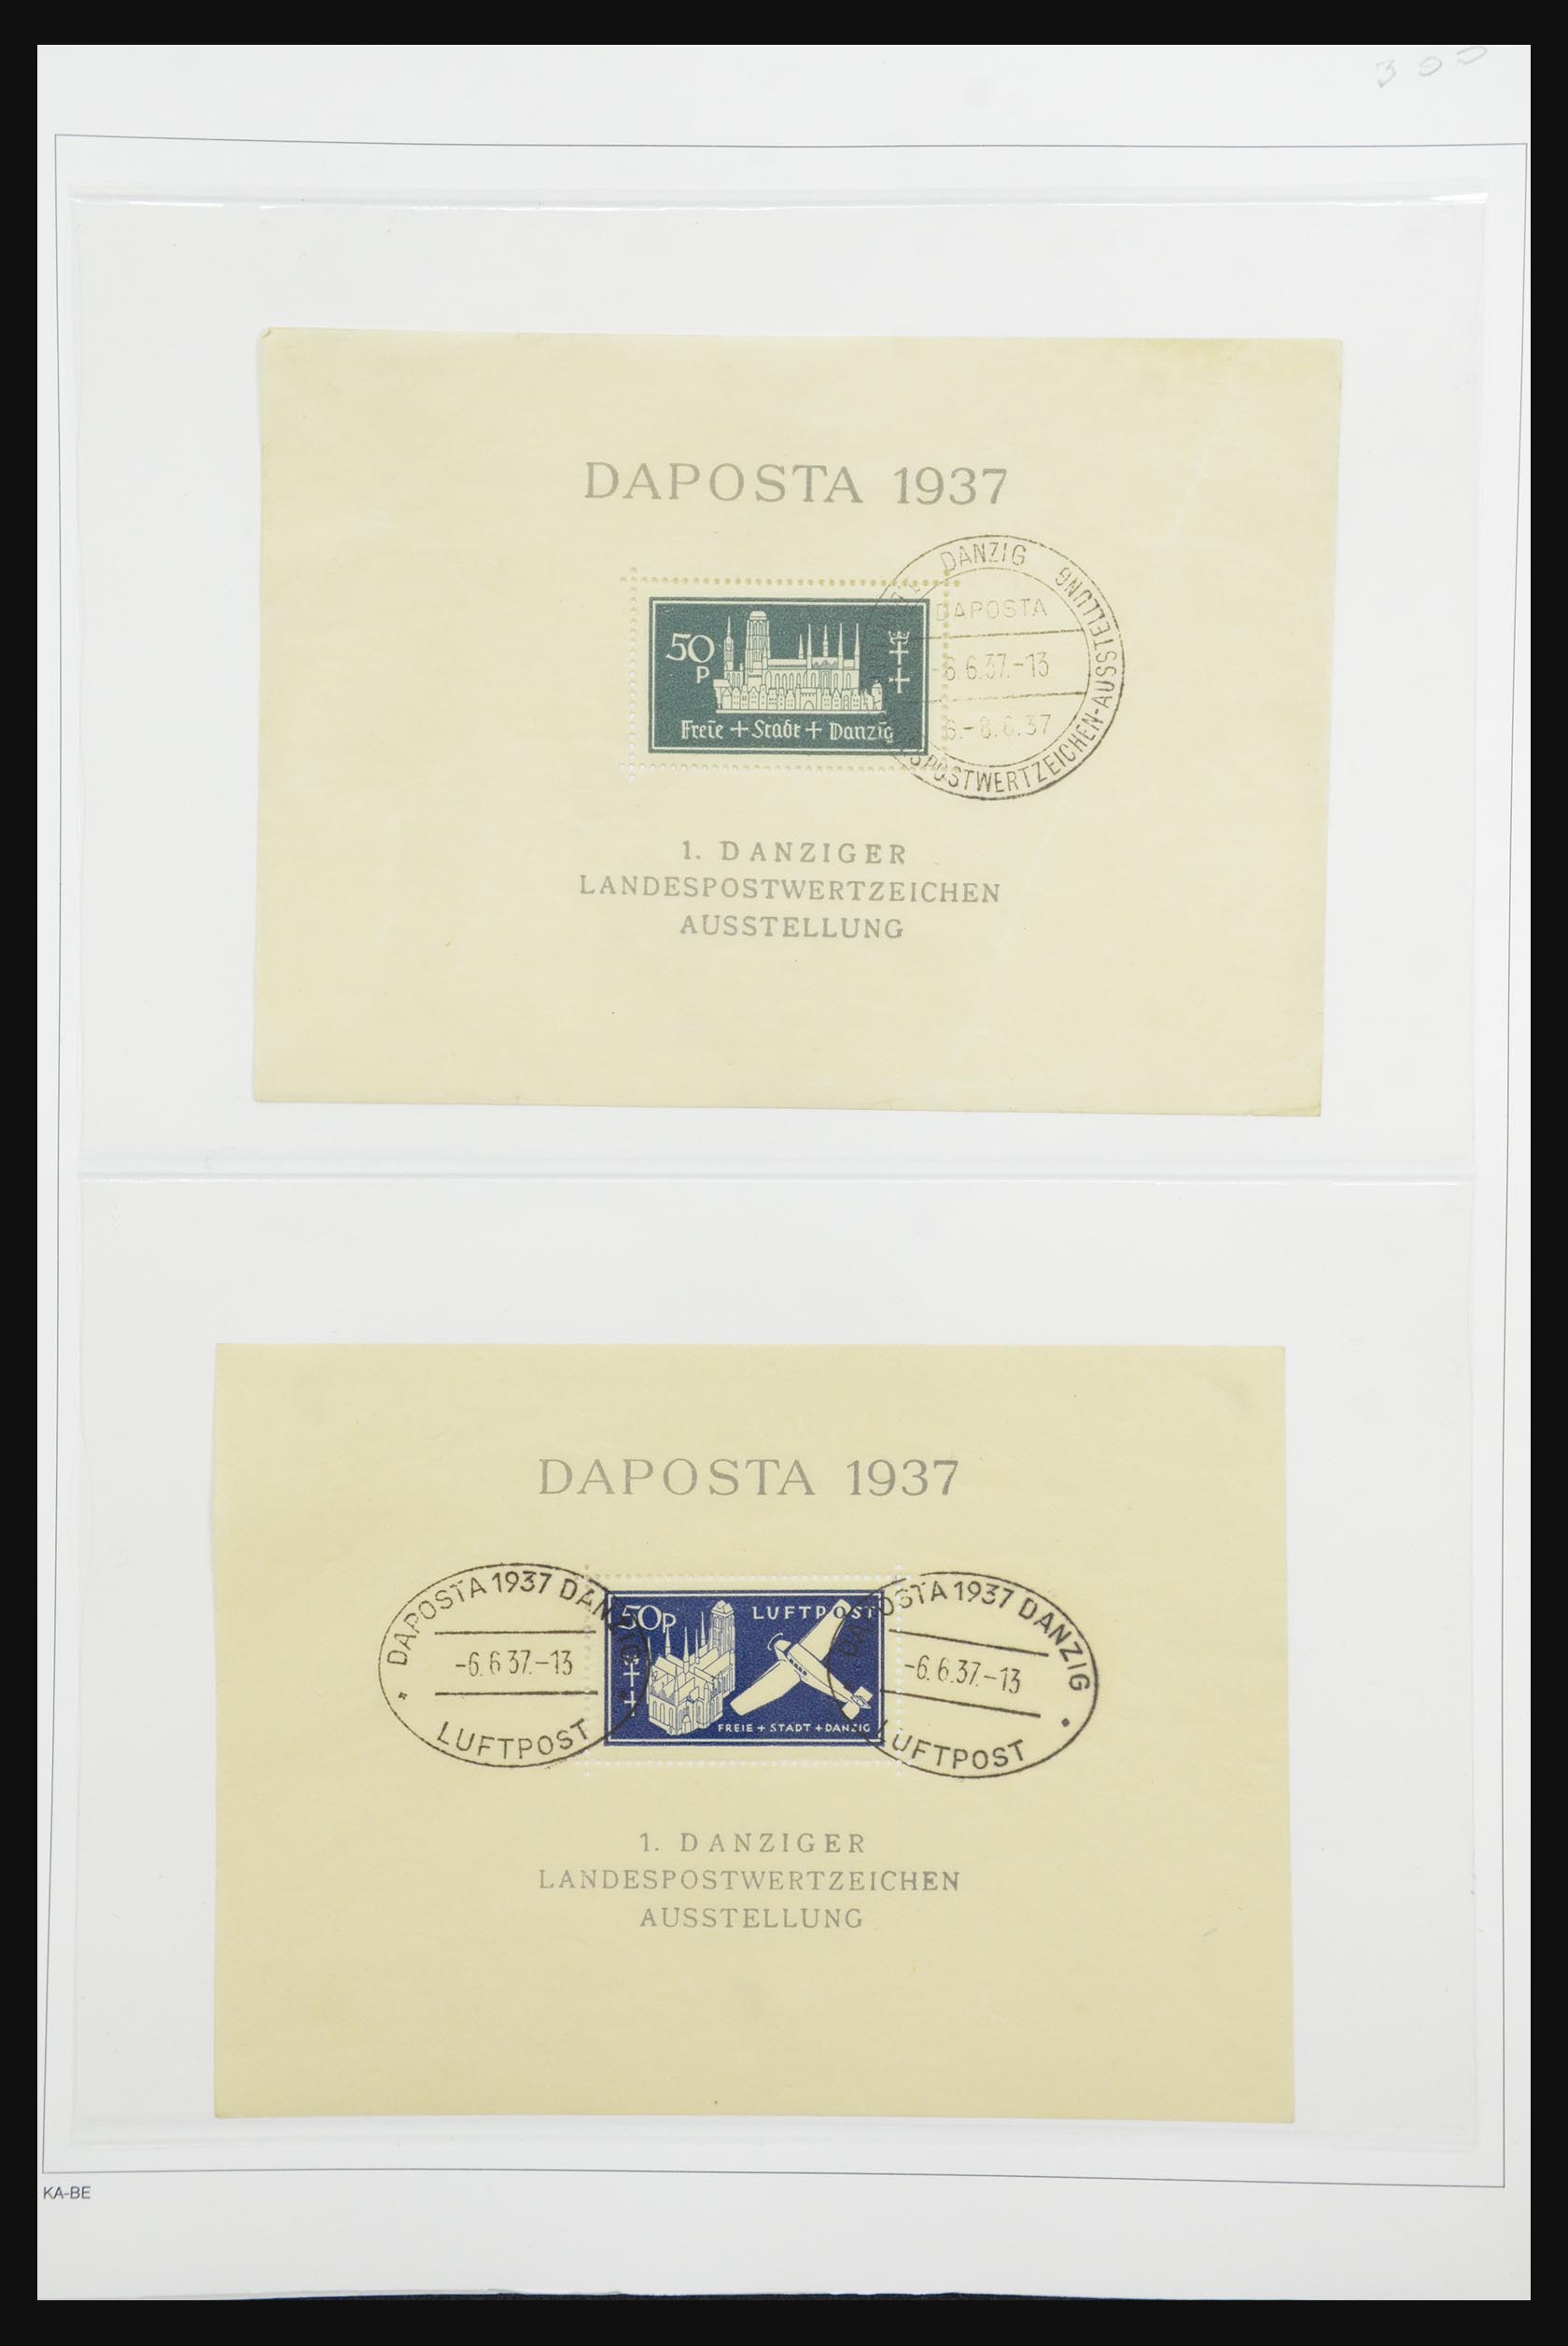 300
DAPOSTA 1937
DANZIG
DAPOSTA
-6.6.37.-13
6.-8.6.37
POSTWERTZEICHEN-AUSSTELLUNG
50
P
Freie + Stadt + Danzig
1. DANZIGER
LANDESPOSTWERTZEICHEN
AUSSTELLUNG
DAPOSTA 1937
DAPOSTA 1937 DANZIG
-6.6.37.-13
LUFTPOST
50P
LUFTPOST
FREIE + STADT + DANZIG
DAPOSTA 1937 DANZIG
-6.6.37.-13
LUFTPOST
1. DANZIGER
LANDESPOSTWERTZEICHEN
AUSSTELLUNG
KA-BE